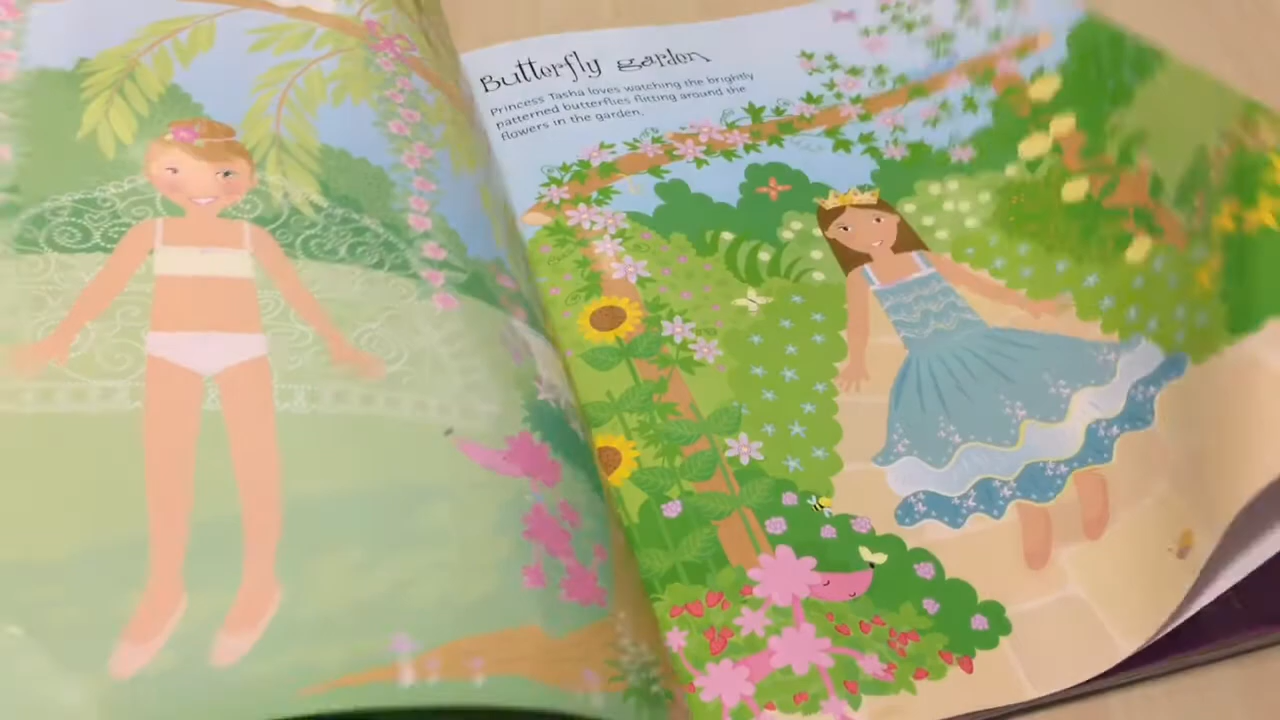 Butterfly garden
Princess Tasha loves watching the brightly
patterned butterflies flitting around the
flowers in the garden.